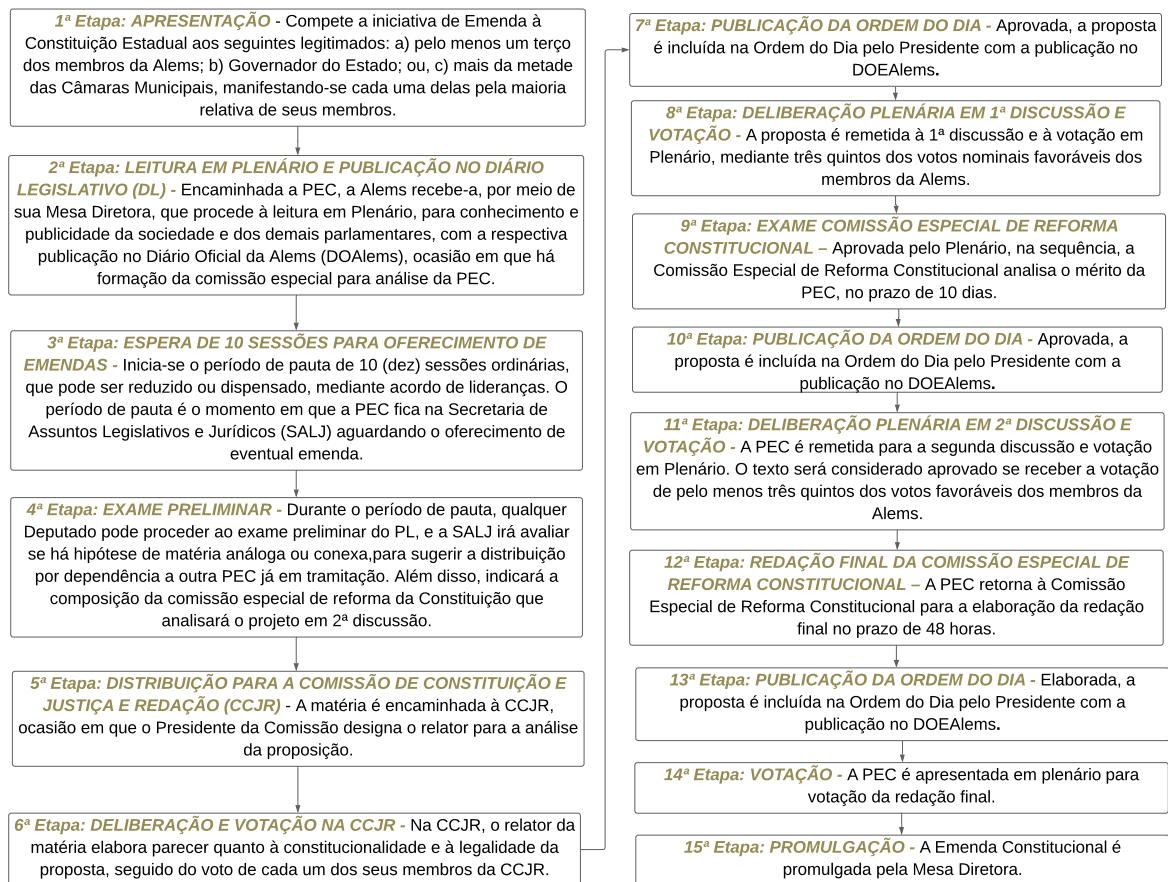 1ª Etapa: APRESENTAÇÃO - Compete a iniciativa de Emenda à
Constituição Estadual aos seguintes legitimados: a) pelo menos um terço
dos membros da Alems; b) Governador do Estado; ou, c) mais da metade
das Câmaras Municipais, manifestando-se cada uma delas pela maioria
relativa de seus membros.
2ª Etapa: LEITURA EM PLENÁRIO E PUBLICAÇÃO NO DIÁRIO
LEGISLATIVO (DL) - Encaminhada a PEC, a Alems recebe-a, por meio de
sua Mesa Diretora, que procede à leitura em Plenário, para conhecimento e
publicidade da sociedade e dos demais parlamentares, com a respectiva
publicação no Diário Oficial da Alems (DOAlems), ocasião em que há
formação da comissão especial para análise da PEC.
3ª Etapa: ESPERA DE 10 SESSÕES PARA OFERECIMENTO DE
EMENDAS - Inicia-se o período de pauta de 10 (dez) sessões ordinárias,
que pode ser reduzido ou dispensado, mediante acordo de lideranças. O
período de pauta é o momento em que a PEC fica na Secretaria de
Assuntos Legislativos e Jurídicos (SALJ) aguardando o oferecimento de
eventual emenda.
4ª Etapa: EXAME PRELIMINAR - Durante o período de pauta, qualquer
Deputado pode proceder ao exame preliminar do PL, e a SALJ irá avaliar
se há hipótese de matéria análoga ou conexa,para sugerir a distribuição
por dependência a outra PEC já em tramitação. Além disso, indicará a
composição da comissão especial de reforma da Constituição que
analisará o projeto em 2ª discussão.
5ª Etapa: DISTRIBUIÇÃO PARA A COMISSÃO DE CONSTITUIÇÃO E
JUSTIÇA E REDAÇÃO (CCJR) - A matéria é encaminhada à CCJR,
ocasião em que o Presidente da Comissão designa o relator para a análise
da proposição.
6ª Etapa: DELIBERAÇÃO E VOTAÇÃO NA CCJR - Na CCJR, o relator da
matéria elabora parecer quanto à constitucionalidade e à legalidade da
proposta, seguido do voto de cada um dos seus membros da CCJR.
7ª Etapa: PUBLICAÇÃO DA ORDEM DO DIA - Aprovada, a proposta
é incluída na Ordem do Dia pelo Presidente com a publicação no
DOEAlems.
8ª Etapa: DELIBERAÇÃO PLENÁRIA EM 1ª DISCUSSÃO E
VOTAÇÃO - A proposta é remetida à 1ª discussão e à votação em
Plenário, mediante três quintos dos votos nominais favoráveis dos
membros da Alems.
9ª Etapa: EXAME COMISSÃO ESPECIAL DE REFORMA
CONSTITUCIONAL – Aprovada pelo Plenário, na sequência, a
Comissão Especial de Reforma Constitucional analisa o mérito da
PEC, no prazo de 10 dias.
10ª Etapa: PUBLICAÇÃO DA ORDEM DO DIA - Aprovada, a
proposta é incluída na Ordem do Dia pelo Presidente com a
publicação no DOEAlems.
11ª Etapa: DELIBERAÇÃO PLENÁRIA EM 2ª DISCUSSÃO E
VOTAÇÃO - A PEC é remetida para a segunda discussão e votação
em Plenário. O texto será considerado aprovado se receber a votação
de pelo menos três quintos dos votos favoráveis dos membros da
Alems.
12ª Etapa: REDAÇÃO FINAL DA COMISSÃO ESPECIAL DE
REFORMA CONSTITUCIONAL – A PEC retorna à Comissão
Especial de Reforma Constitucional para a elaboração da redação
final no prazo de 48 horas.
13ª Etapa: PUBLICAÇÃO DA ORDEM DO DIA - Elaborada, a
proposta é incluída na Ordem do Dia pelo Presidente com a
publicação no DOEAlems.
14ª Etapa: VOTAÇÃO - A PEC é apresentada em plenário para
votação da redação final.
15ª Etapa: PROMULGAÇÃO - A Emenda Constitucional é
promulgada pela Mesa Diretora.